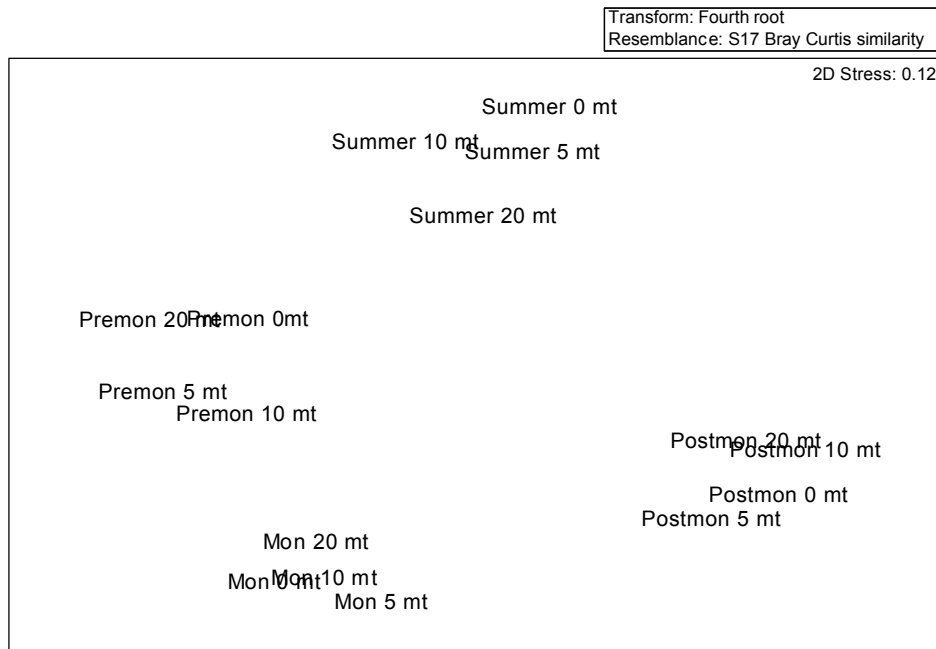 Transform: Fourth root
Resemblance: S17 Bray Curtis similarity
2D Stress: 0.12
Summer 0 mt
Summer 10 mt
Summer 5 mt
Summer 20 mt
Premon 20 mt
Premon 0mt
Premon 5 mt
Premon 10 mt
Postmon 20 mt
Postmon 10 mt
Postmon 0 mt
Postmon 5 mt
Mon 20 mt
Mon 0 mt
Mon 10 mt
Mon 5 mt